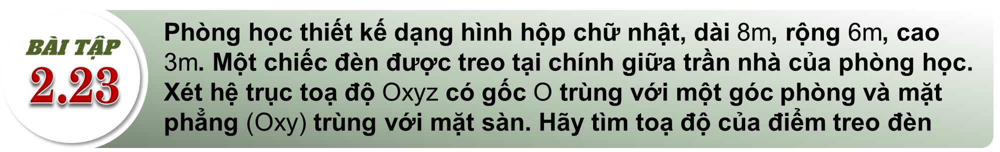 BÀI TẬP
2.23
Phòng học thiết kế dạng hình hộp chữ nhật, dài 8m, rộng 6m, cao
3m. Một chiếc đèn được treo tại chính giữa trần nhà của phòng học.
Xét hệ trục toạ độ Oxyz có gốc O trùng với một góc phòng và mặt
phẳng (Oxy) trùng với mặt sàn. Hãy tìm toạ độ của điểm treo đèn